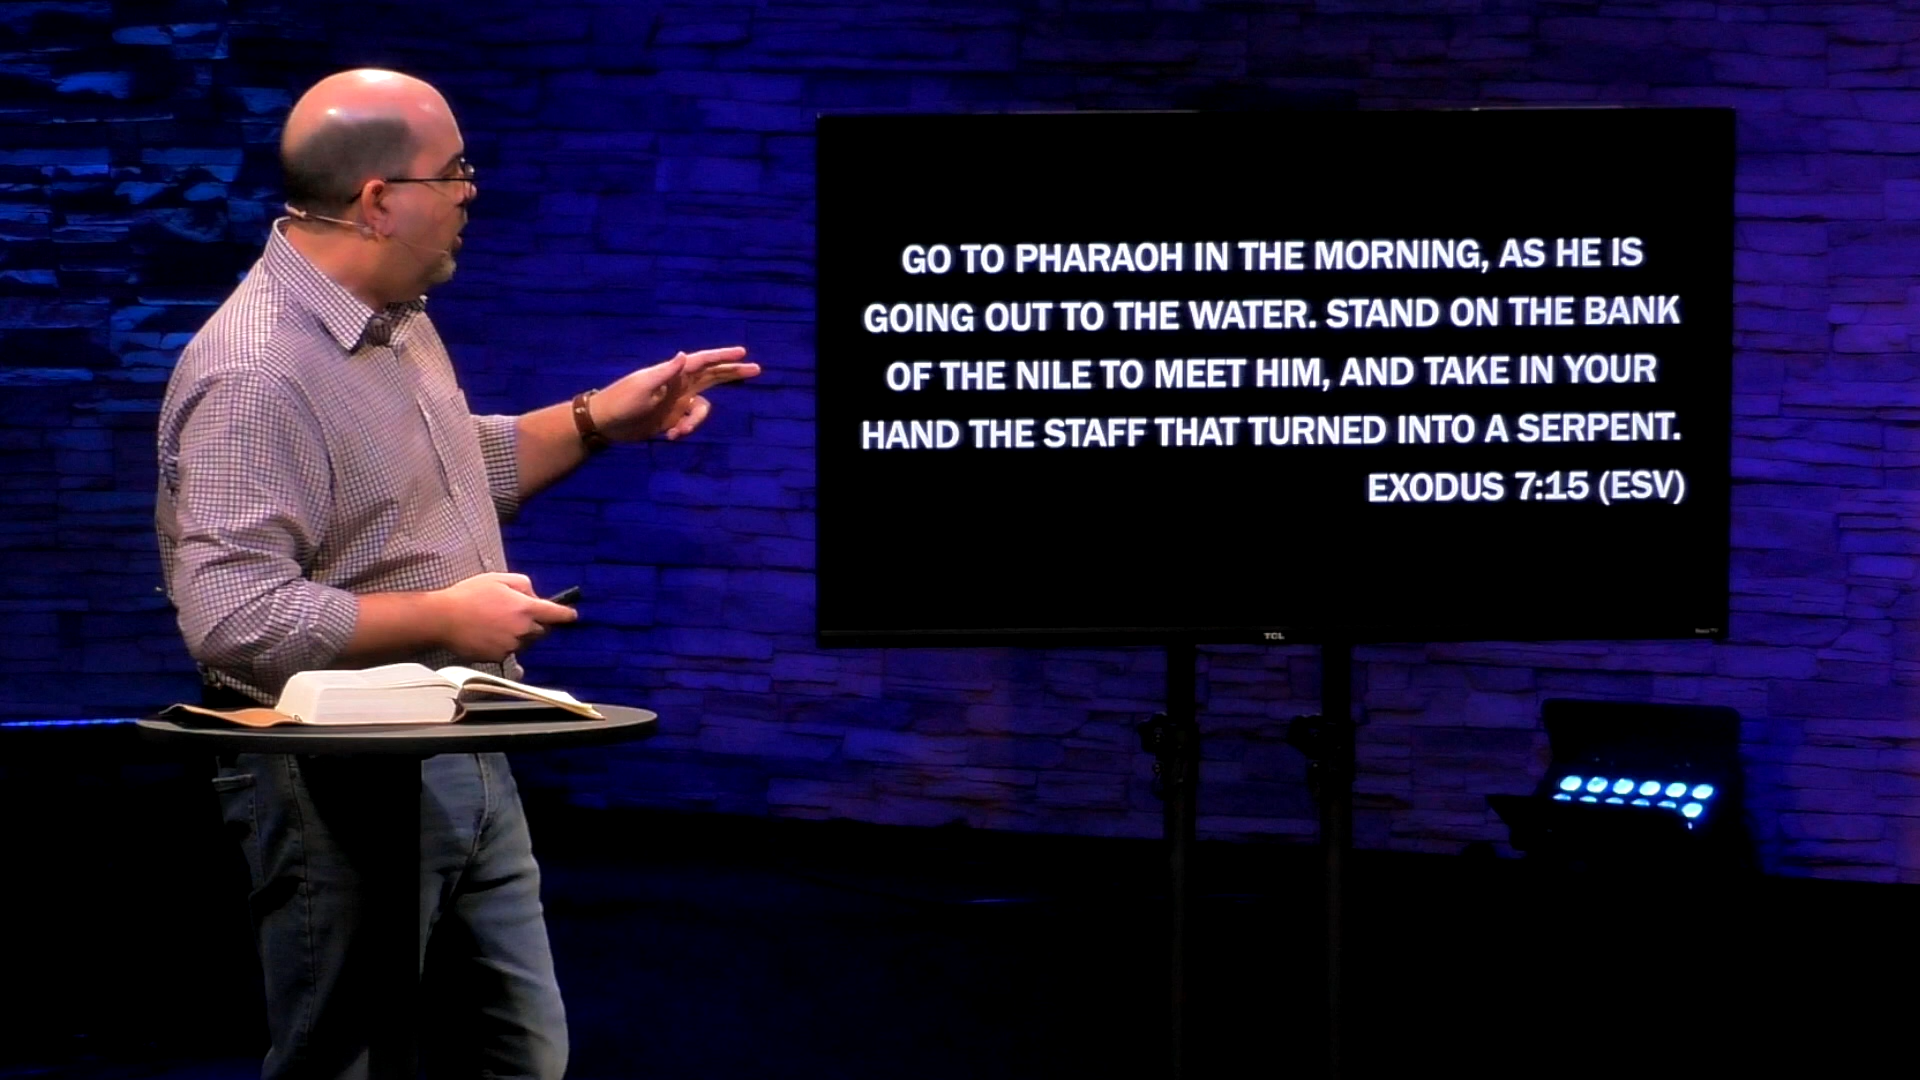 GO TO PHARAOH IN THE MORNING, AS HE IS
GOING OUT TO THE WATER. STAND ON THE BANK
OF THE NILE TO MEET HIM, AND TAKE IN YOUR
HAND THE STAFF THAT TURNED INTO A SERPENT.
EXODUS 7:15 (ESV)
TCL